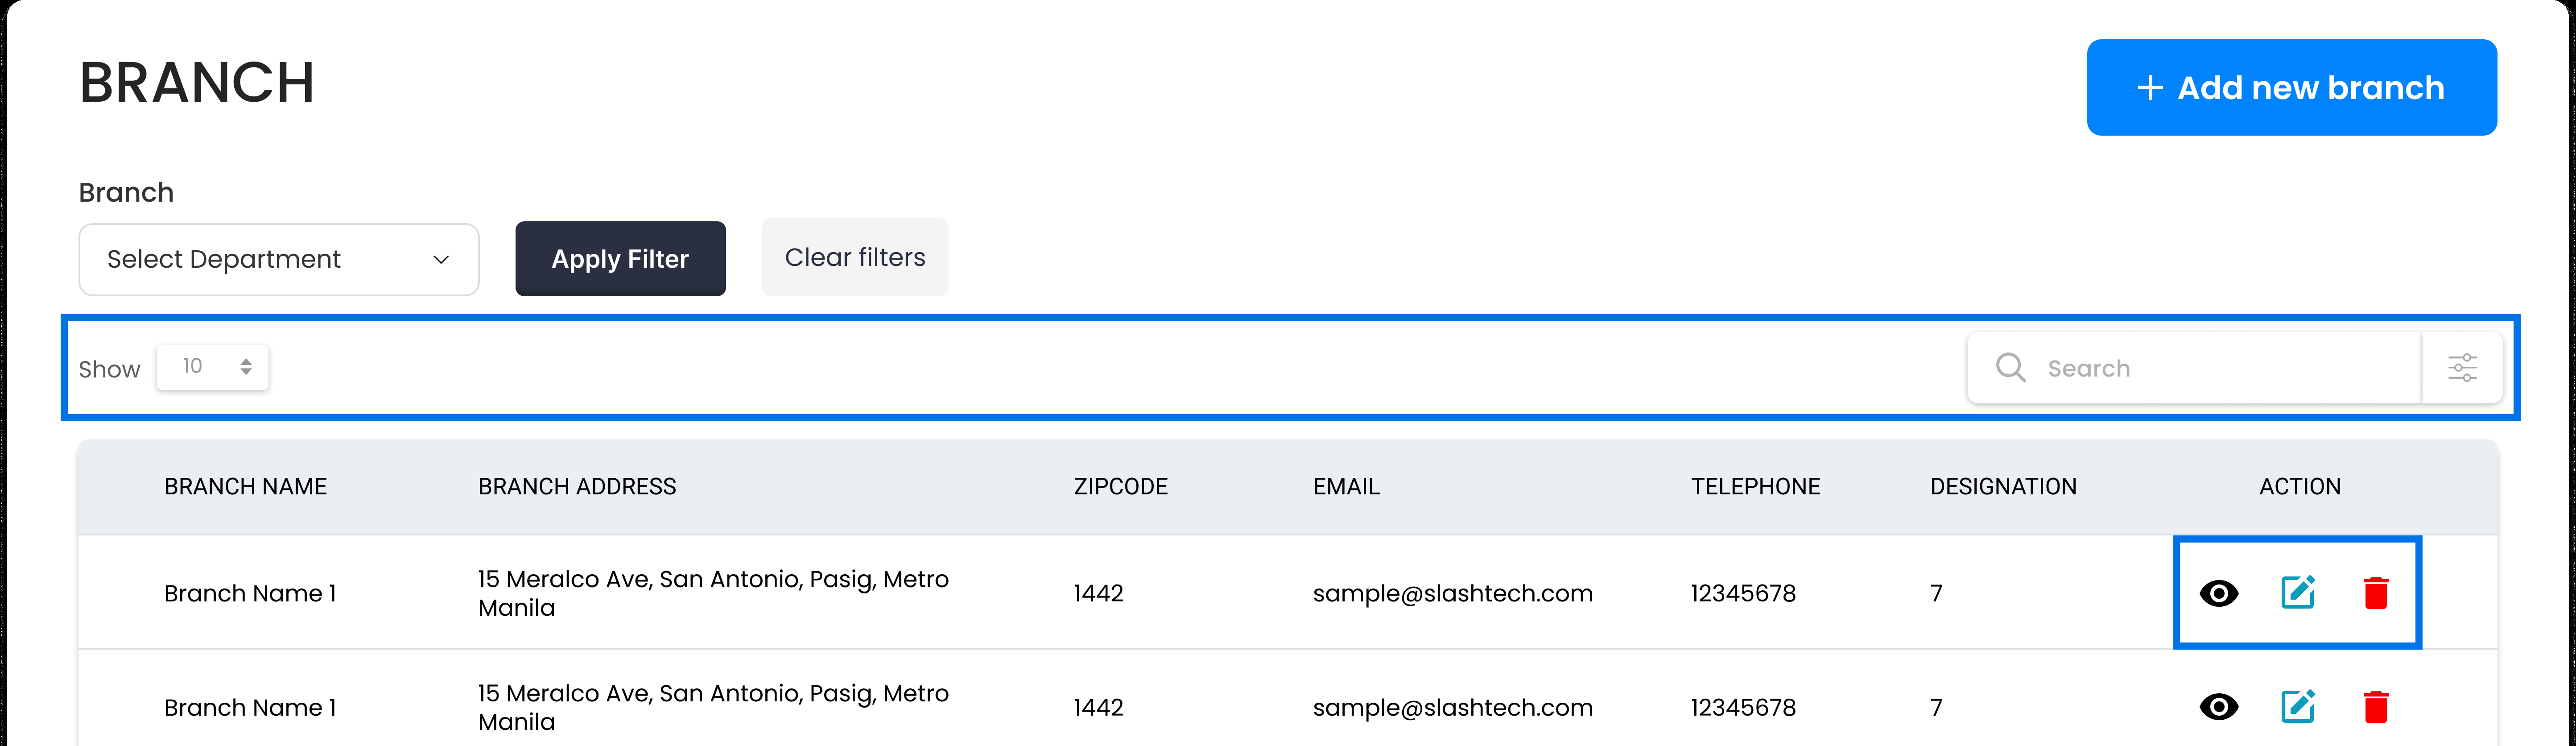 BRANCH
+ Add new branch
Branch
Select Department
Apply Filter
Clear filters
Show 10
Search
BRANCH NAME BRANCH ADDRESS ZIPCODE EMAIL TELEPHONE DESIGNATION ACTION
Branch Name 1 15 Meralco Ave, San Antonio, Pasig, Metro Manila 1442 sample@slashtech.com 12345678 7
Branch Name 1 15 Meralco Ave, San Antonio, Pasig, Metro Manila 1442 sample@slashtech.com 12345678 7